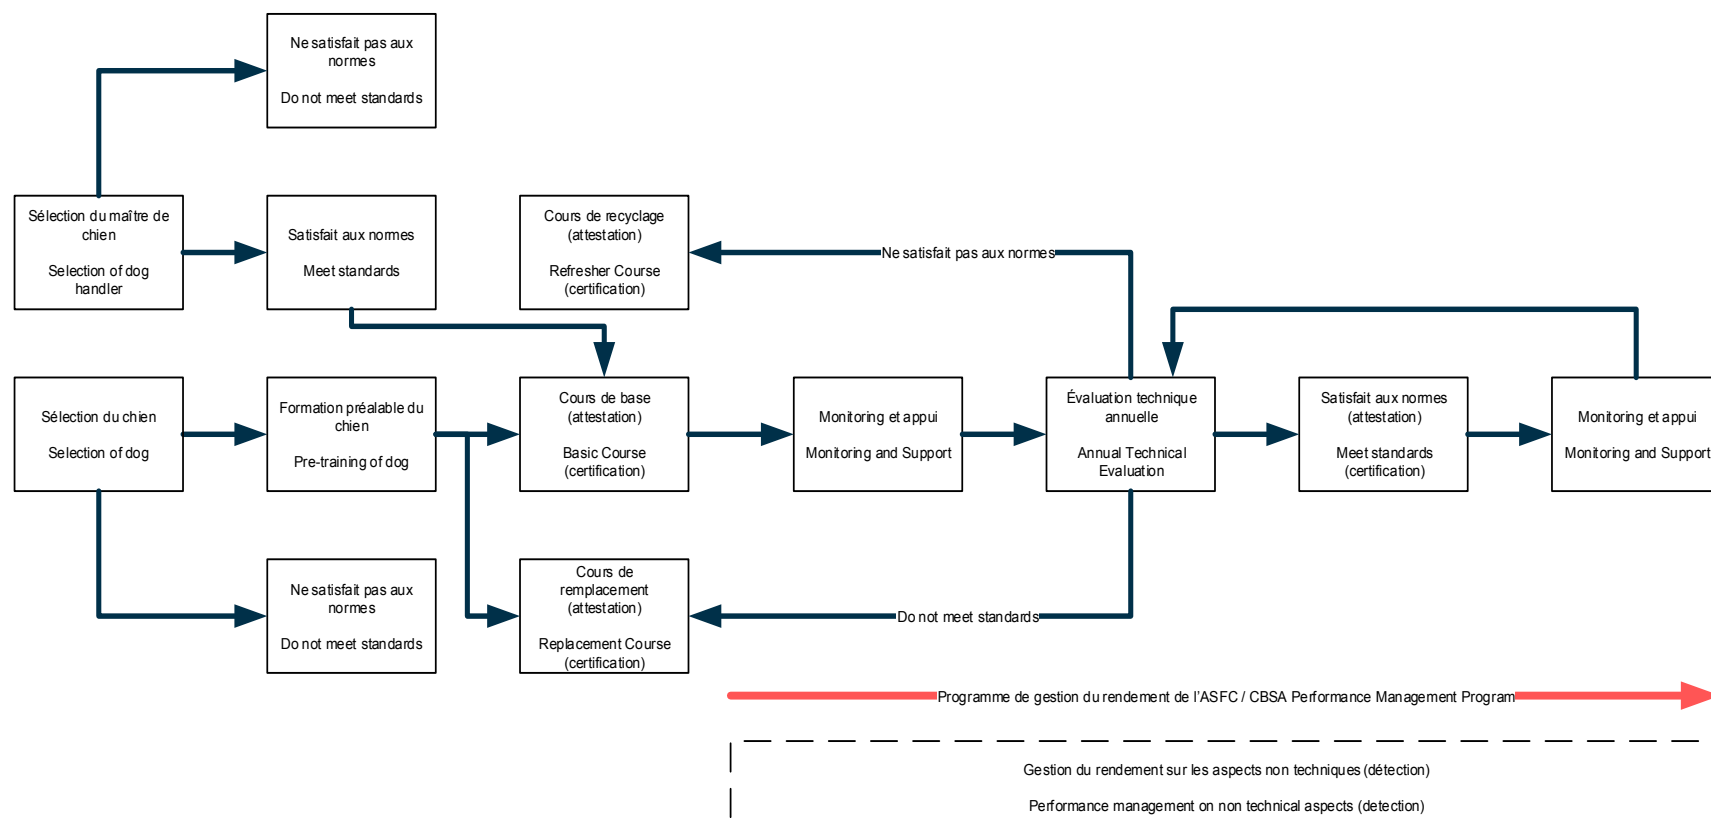 Ne satisfait pas aux
normes
Do not meet standards
Sélection du maître de
chien
Selection of dog
handler
Satisfait aux normes
Meet standards
Cours de recyclage
(attestation)
Refresher Course
(certification)
Ne satisfait pas aux normes
Sélection du chien
Selection of dog
Formation préalable du
chien
Pre-training of dog
Cours de base
(attestation)
Basic Course
(certification)
Monitoring et appui
Monitoring and Support
Évaluation technique
annuelle
Annual Technical
Evaluation
Satisfait aux normes
(attestation)
Meet standards
(certification)
Monitoring et appui
Monitoring and Support
Ne satisfait pas aux
normes
Do not meet standards
Cours de
remplacement
(attestation)
Replacement Course
(certification)
Do not meet standards
Programme de gestion du rendement de l'ASFC / CBSA Performance Management Program
Gestion du rendement sur les aspects non techniques (détection)
Performance management on non technical aspects (detection)